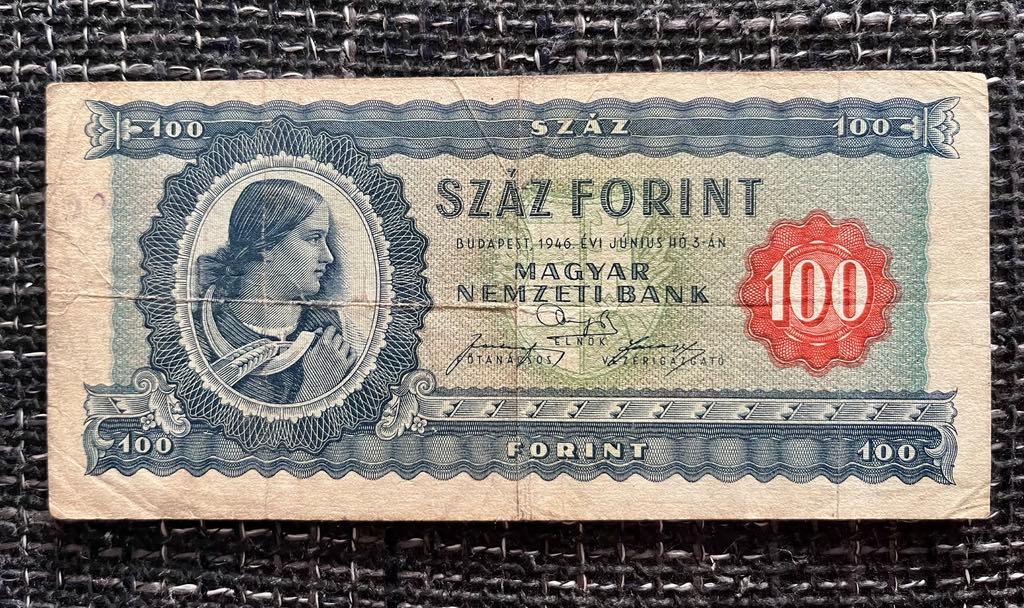 100 SZÁZ 100
SZÁZ FORINT
BUDAPEST, 1946. ÉVI JÚNIUS HÓ 3-ÁN
MAGYAR
NEMZETI BANK
100
ELNÖK
FŐTANÁCSOS VEZÉRIGAZGATÓ
100 FORINT 100